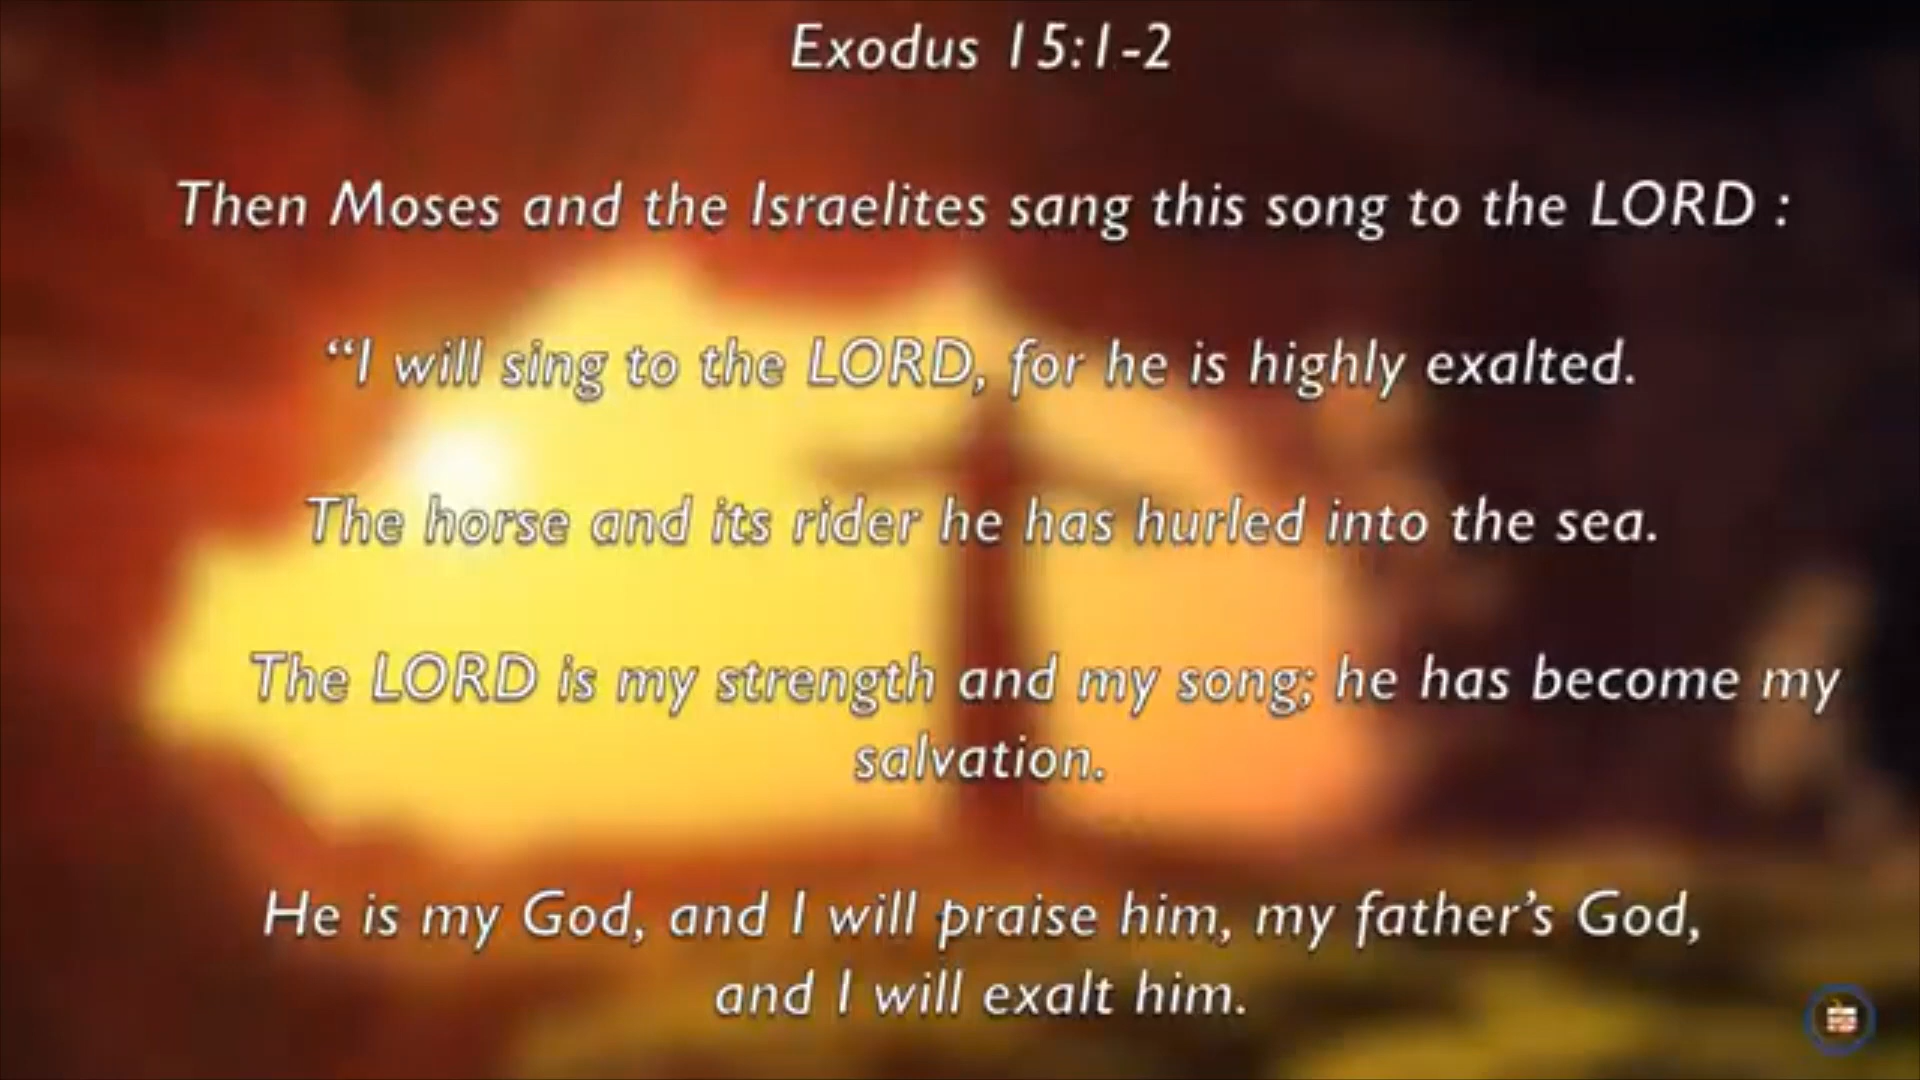 Exodus 15:1-2
Then Moses and the Israelites sang this song to the LORD :
“I will sing to the LORD, for he is highly exalted.
The horse and its rider he has hurled into the sea.
The LORD is my strength and my song; he has become my
salvation.
He is my God, and I will praise him, my father’s God,
and I will exalt him.